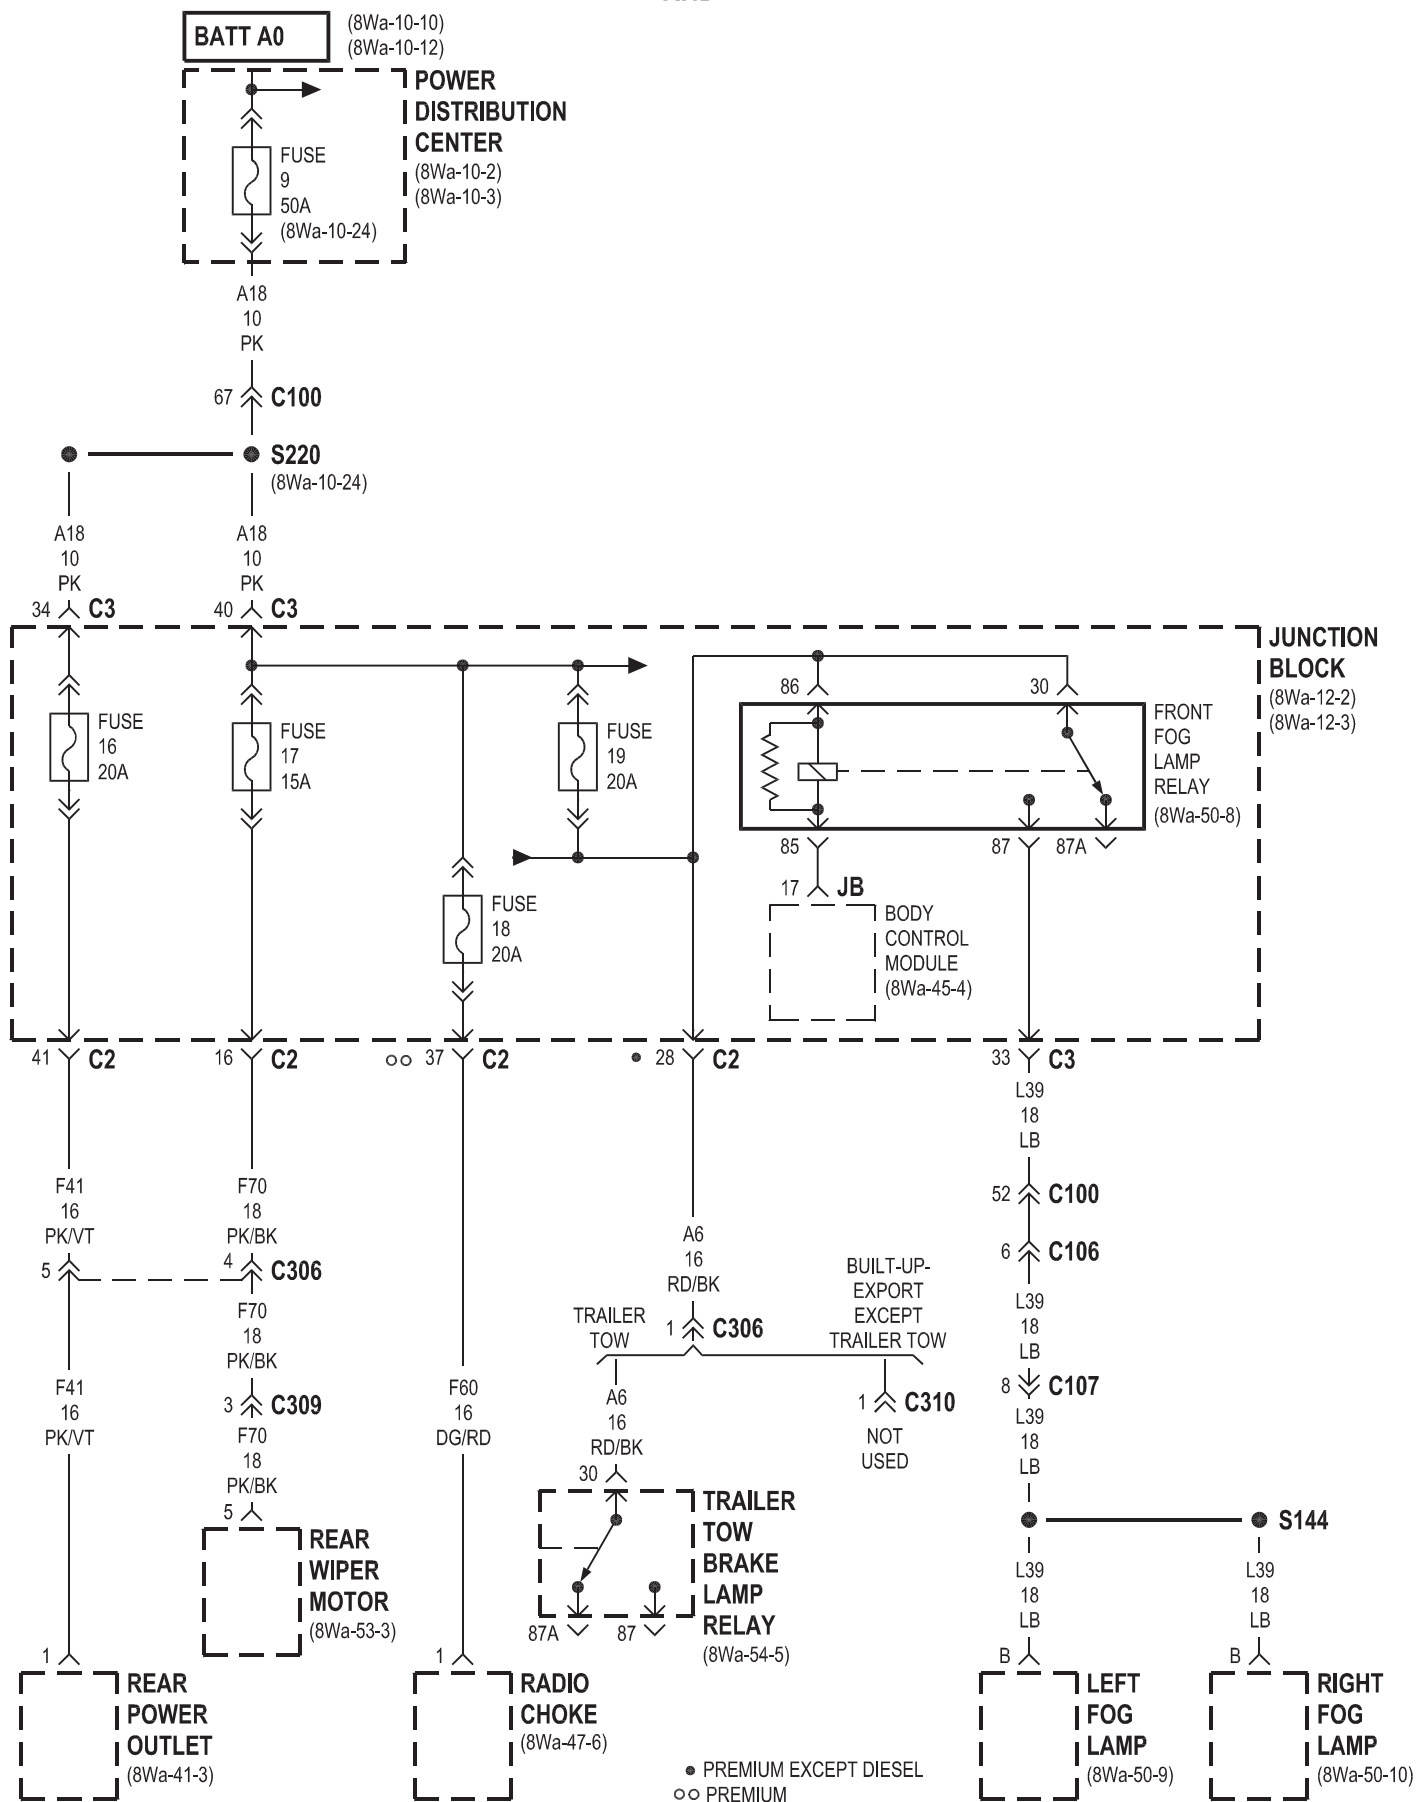 BATT A0
(8Wa-10-10)
(8Wa-10-12)
POWER
DISTRIBUTION
CENTER
(8Wa-10-2)
(8Wa-10-3)
FUSE
9
50A
(8Wa-10-24)
A18
10
PK
67
C100
S220
(8Wa-10-24)
A18
10
PK
A18
10
PK
34
C3
40
C3
JUNCTION
BLOCK
(8Wa-12-2)
(8Wa-12-3)
FUSE
16
20A
FUSE
17
15A
FUSE
19
20A
86
30
FRONT
FOG
LAMP
RELAY
(8Wa-50-8)
85
87
87A
17
JB
FUSE
18
20A
BODY
CONTROL
MODULE
(8Wa-45-4)
41
C2
16
C2
37
C2
28
C2
33
C3
L39
18
LB
F41
16
PK/VT
F70
18
PK/BK
52
C100
5
4
C306
A6
16
RD/BK
6
C106
BUILT-UP-
EXPORT
EXCEPT
TRAILER TOW
TRAILER
TOW
1
C306
F70
18
PK/BK
L39
18
LB
F41
16
PK/VT
3
C309
F60
16
DG/RD
A6
16
RD/BK
1
C310
NOT
USED
8
C107
L39
18
LB
F70
18
PK/BK
30
5
TRAILER
TOW
BRAKE
LAMP
RELAY
(8Wa-54-5)
87A
87
S144
REAR
WIPER
MOTOR
(8Wa-53-3)
L39
18
LB
L39
18
LB
1
REAR
POWER
OUTLET
(8Wa-41-3)
1
RADIO
CHOKE
(8Wa-47-6)
B
LEFT
FOG
LAMP
(8Wa-50-9)
B
RIGHT
FOG
LAMP
(8Wa-50-10)
PREMIUM EXCEPT DIESEL
PREMIUM